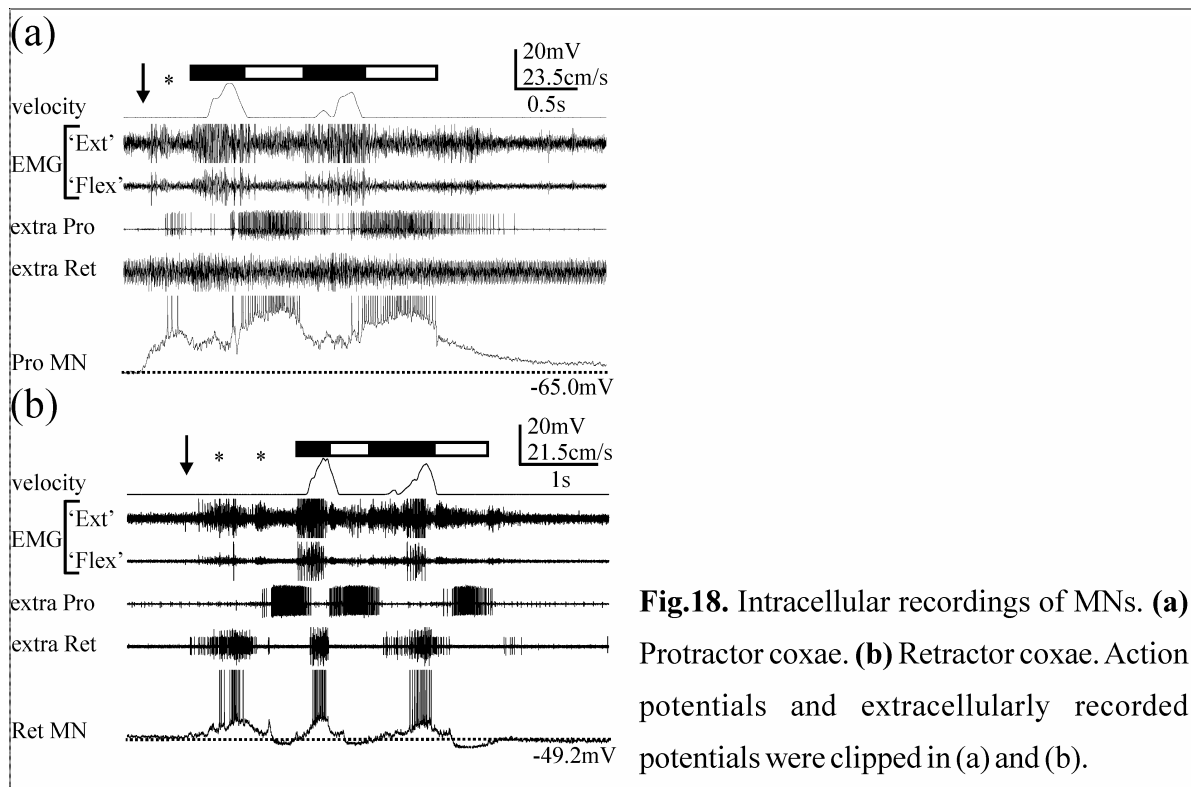 (a)
*
20mV
23.5cm/s
0.5s
velocity
EMG
‘Ext’
‘Flex’
extra Pro
extra Ret
Pro MN
-65.0mV
(b)
* *
20mV
21.5cm/s
1s
velocity
EMG
‘Ext’
‘Flex’
extra Pro
extra Ret
Ret MN
-49.2mV
Fig.18. Intracellular recordings of MNs. (a)
Protractor coxae. (b) Retractor coxae. Action
potentials and extracellularly recorded
potentials were clipped in (a) and (b).